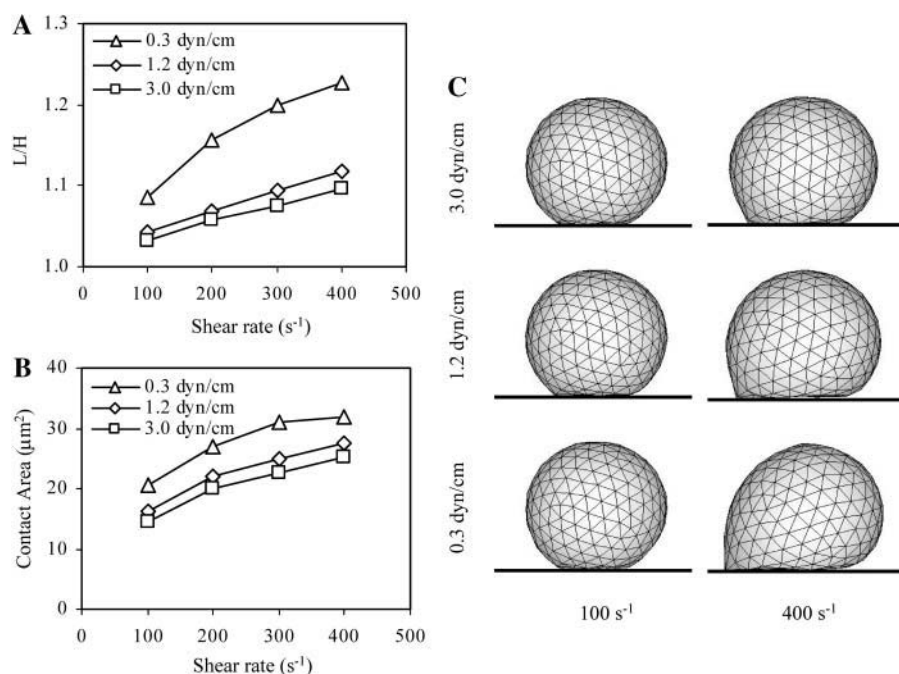 A
1.3
1.2
1.1
1.0
L/H
0.3 dyn/cm
1.2 dyn/cm
3.0 dyn/cm
0 100 200 300 400 500
Shear rate (s⁻¹)
B
40
30
20
10
0
Contact Area (μm²)
0.3 dyn/cm
1.2 dyn/cm
3.0 dyn/cm
0 100 200 300 400 500
Shear rate (s⁻¹)
C
3.0 dyn/cm
1.2 dyn/cm
0.3 dyn/cm
100 s⁻¹ 400 s⁻¹